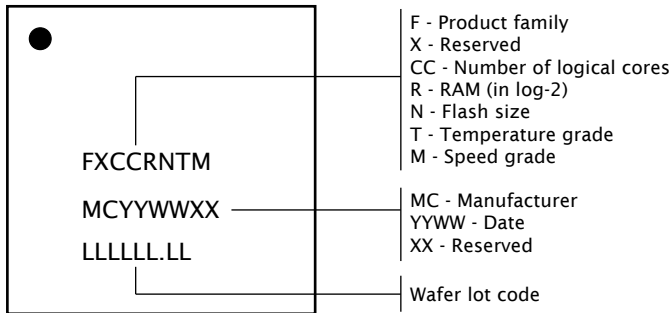 FXCCRNTM
MCYYWWXX
LLLLLL.LL
F - Product family
X - Reserved
CC - Number of logical cores
R - RAM (in log-2)
N - Flash size
T - Temperature grade
M - Speed grade
MC - Manufacturer
YYWW - Date
XX - Reserved
Wafer lot code